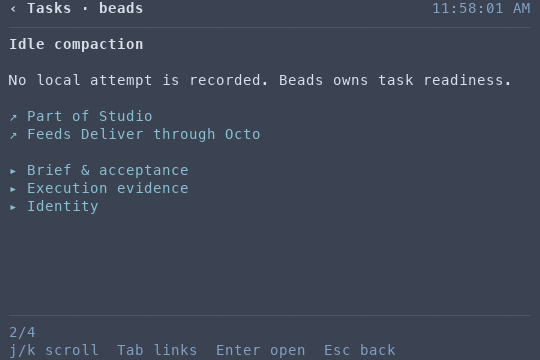 ‹ Tasks · beads 11:58:01 AM
Idle compaction
No local attempt is recorded. Beads owns task readiness.
↗ Part of Studio
↗ Feeds Deliver through Octo
▸ Brief & acceptance
▸ Execution evidence
▸ Identity
2/4
j/k scroll  Tab links  Enter open  Esc back